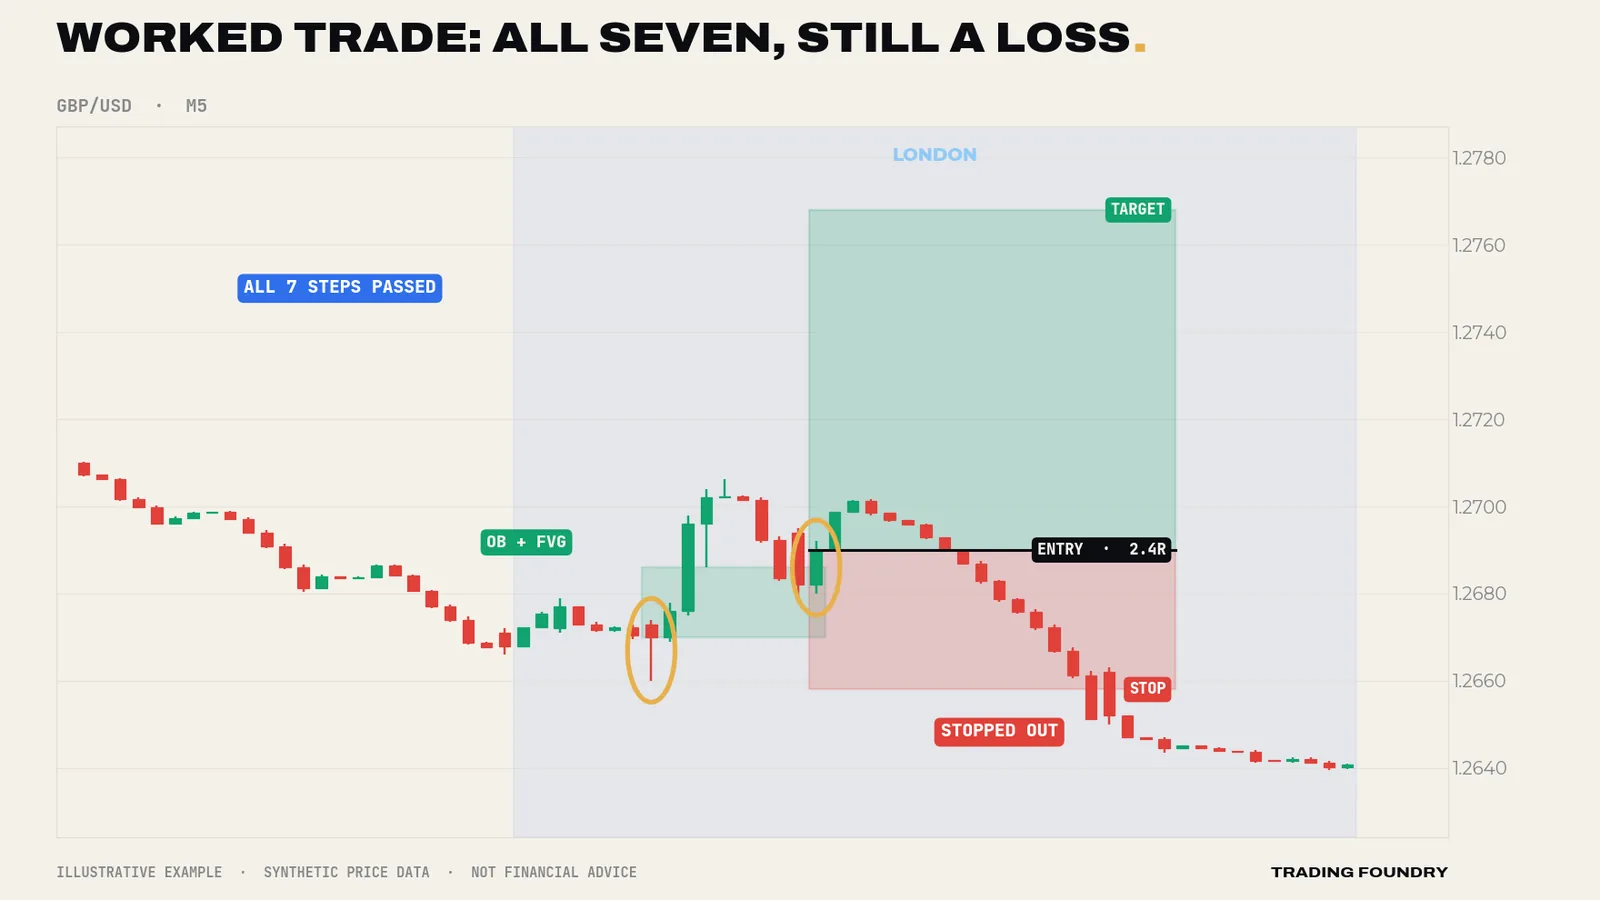 WORKED TRADE: ALL SEVEN, STILL A LOSS.
GBP/USD · M5
LONDON
1.2780
TARGET
1.2760
ALL 7 STEPS PASSED
1.2740
1.2720
1.2700
OB + FVG
ENTRY · 2.4R
1.2680
1.2660
STOP
STOPPED OUT
1.2640
ILLUSTRATIVE EXAMPLE · SYNTHETIC PRICE DATA · NOT FINANCIAL ADVICE
TRADING FOUNDRY